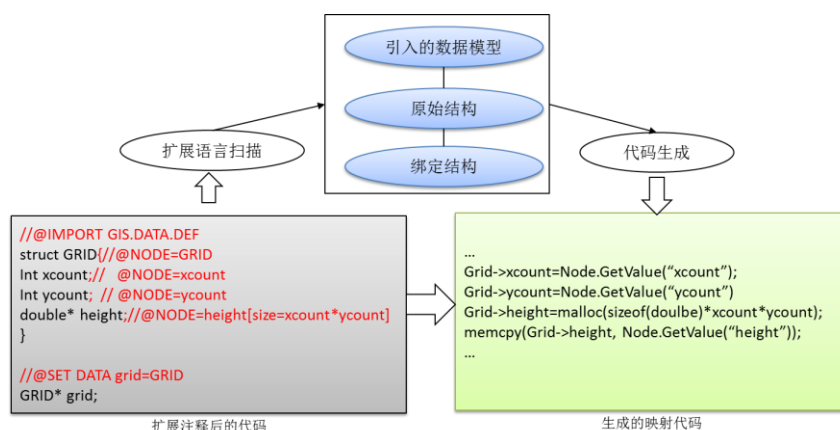 引入的数据模型
原始结构
绑定结构
扩展语言扫描
代码生成
//@IMPORT GIS.DATA.DEF
struct GRID{//@NODE=GRID
Int xcount;// @NODE=xcount
Int ycount; // @NODE=ycount
double* height;//@NODE=height[size=xcount*ycount]
}
//@SET DATA grid=GRID
GRID* grid;
…
Grid->xcount=Node.GetValue(“xcount”);
Grid->ycount=Node.GetValue(“ycount”)
Grid->height=malloc(sizeof(doulbe)*xcount*ycount);
memcpy(Grid->height, Node.GetValue(“height”));
…
扩展注释后的代码
生成的映射代码